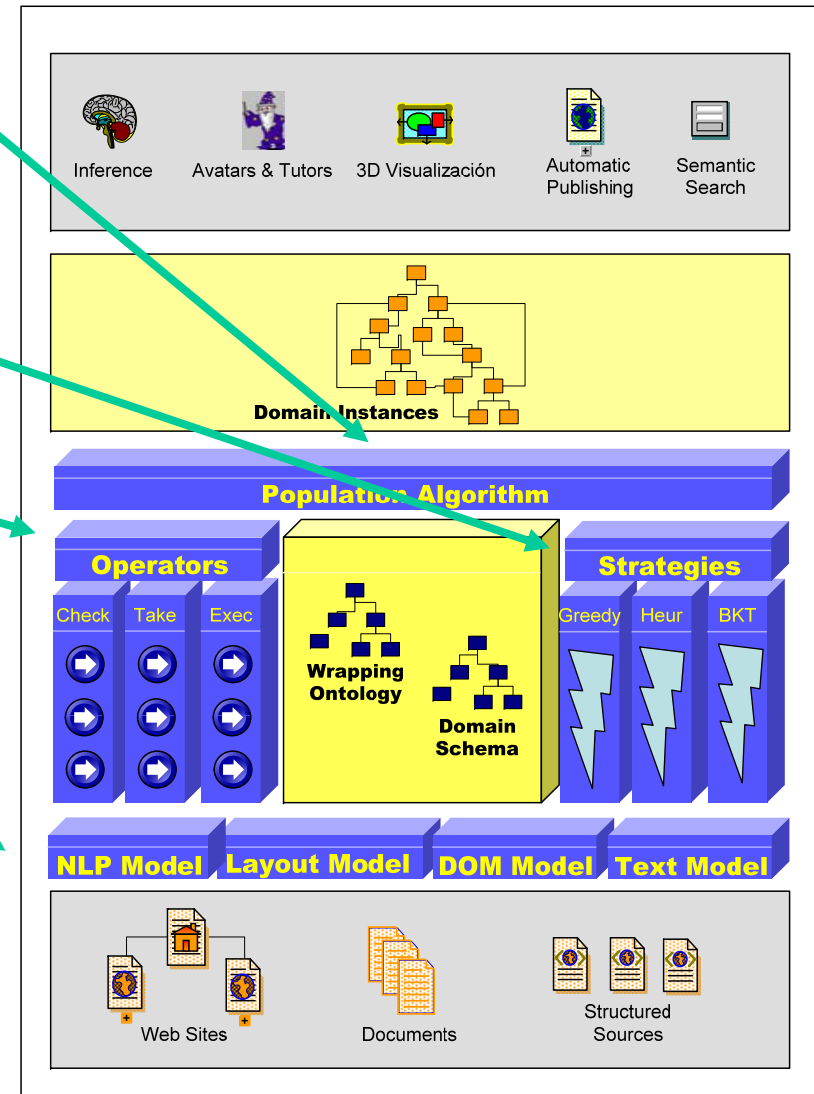 Inference
Avatars & Tutors
3D Visualización
Automatic
Publishing
Semantic
Search
Domain Instances
Population Algorithm
Operators
Strategies
Check
Take
Exec
Wrapping
Ontology
Domain
Schema
Greedy
Heur
BKT
NLP Model
Layout Model
DOM Model
Text Model
Web Sites
Documents
Structured
Sources